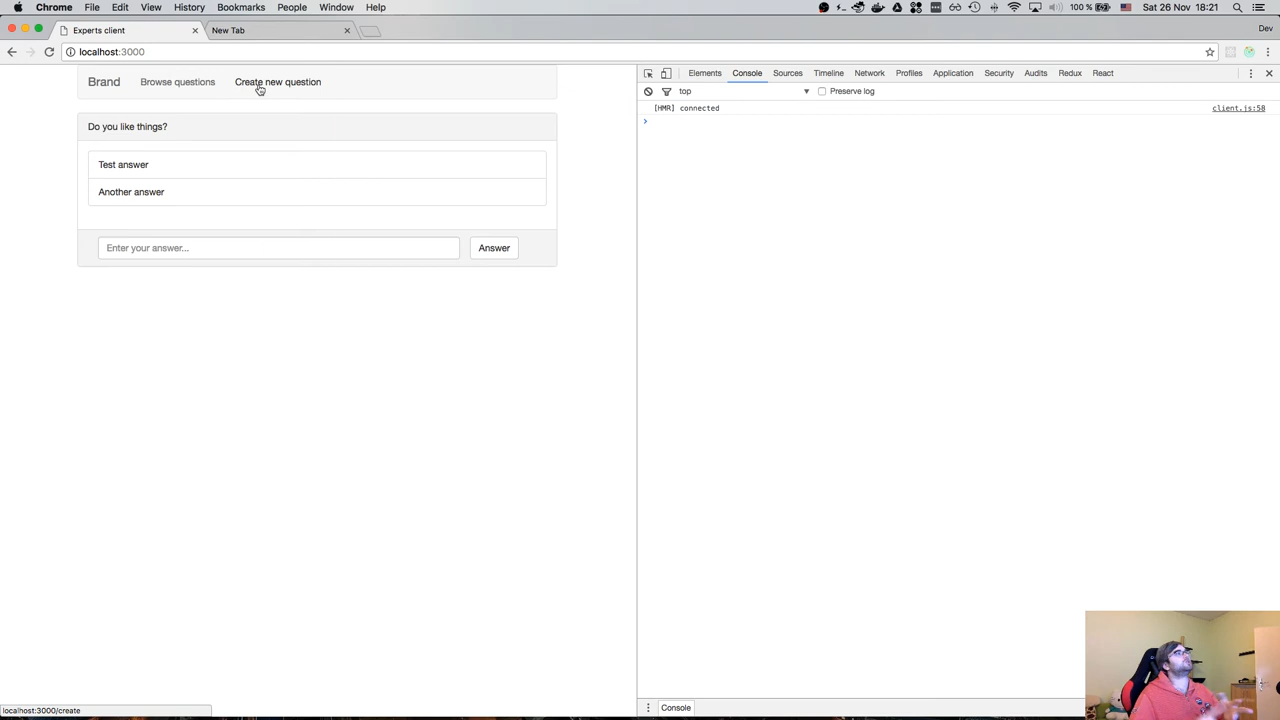 Chrome File Edit View History Bookmarks People Window Help 100 % Sat 26 Nov 18:21
Experts client New Tab Dev
localhost:3000
Brand Browse questions Create new question
Do you like things?
Test answer
Another answer
Enter your answer... Answer
Elements Console Sources Timeline Network Profiles Application Security Audits Redux React
top Preserve log
[HMR] connected client.js:58
localhost:3000/create
Console